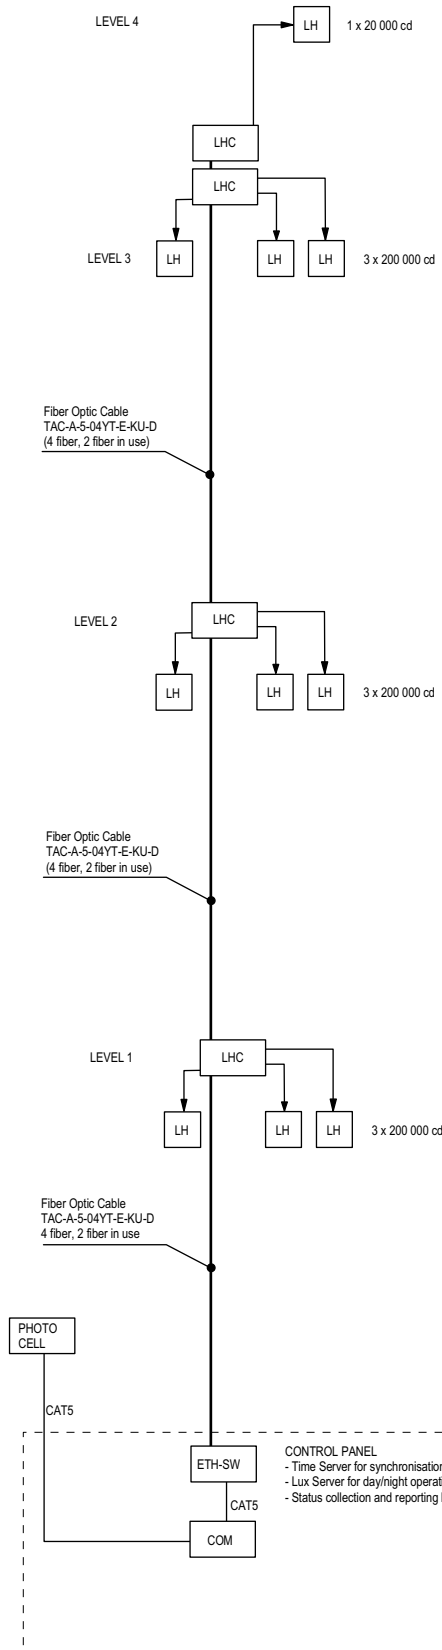 LEVEL 4
LH
1 x 20 000 cd
LHC
LHC
LEVEL 3
LH
LH
LH
3 x 200 000 cd
Fiber Optic Cable
TAC-A-5-04YT-E-KU-D
(4 fiber, 2 fiber in use)
LEVEL 2
LHC
LH
LH
LH
3 x 200 000 cd
Fiber Optic Cable
TAC-A-5-04YT-E-KU-D
(4 fiber, 2 fiber in use)
LEVEL 1
LHC
LH
LH
LH
3 x 200 000 cd
Fiber Optic Cable
TAC-A-5-04YT-E-KU-D
4 fiber, 2 fiber in use
PHOTO
CELL
CAT5
ETH-SW
CAT5
COM
CONTROL PANEL
- Time Server for synchronisation
- Lux Server for day/night
- Status collection and reporting